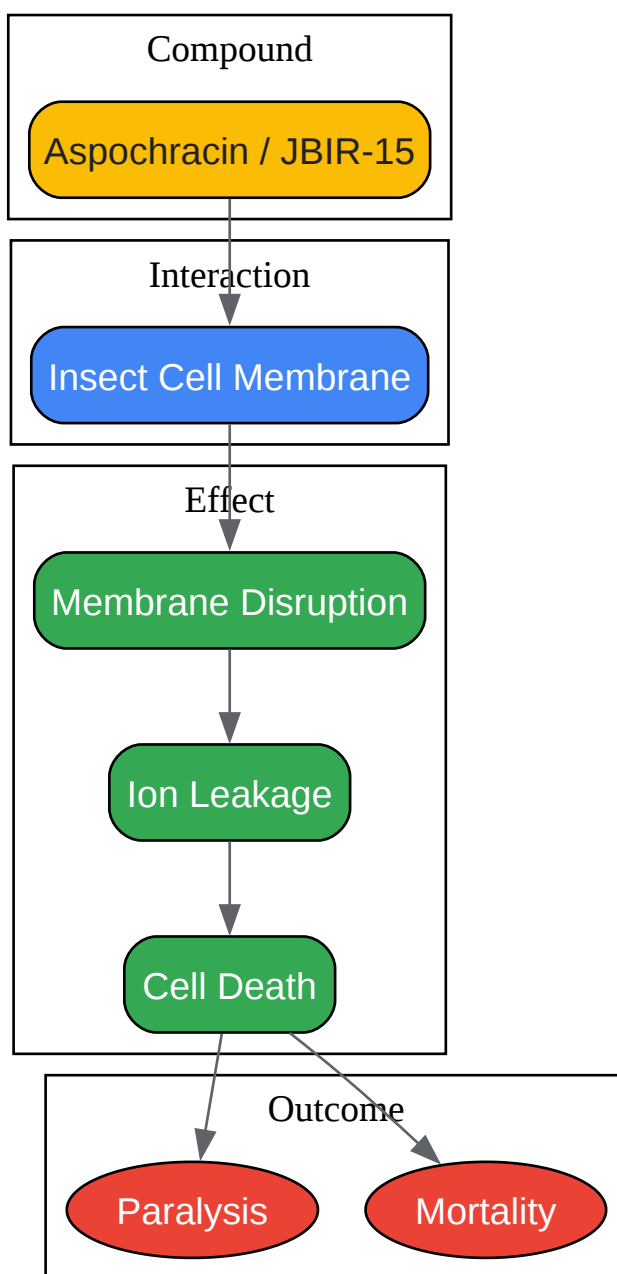 Compound
Aspochracin / JBIR-15
Interaction
Insect Cell Membrane
Effect
Membrane Disruption
Ion Leakage
Cell Death
Outcome
Paralysis
Mortality